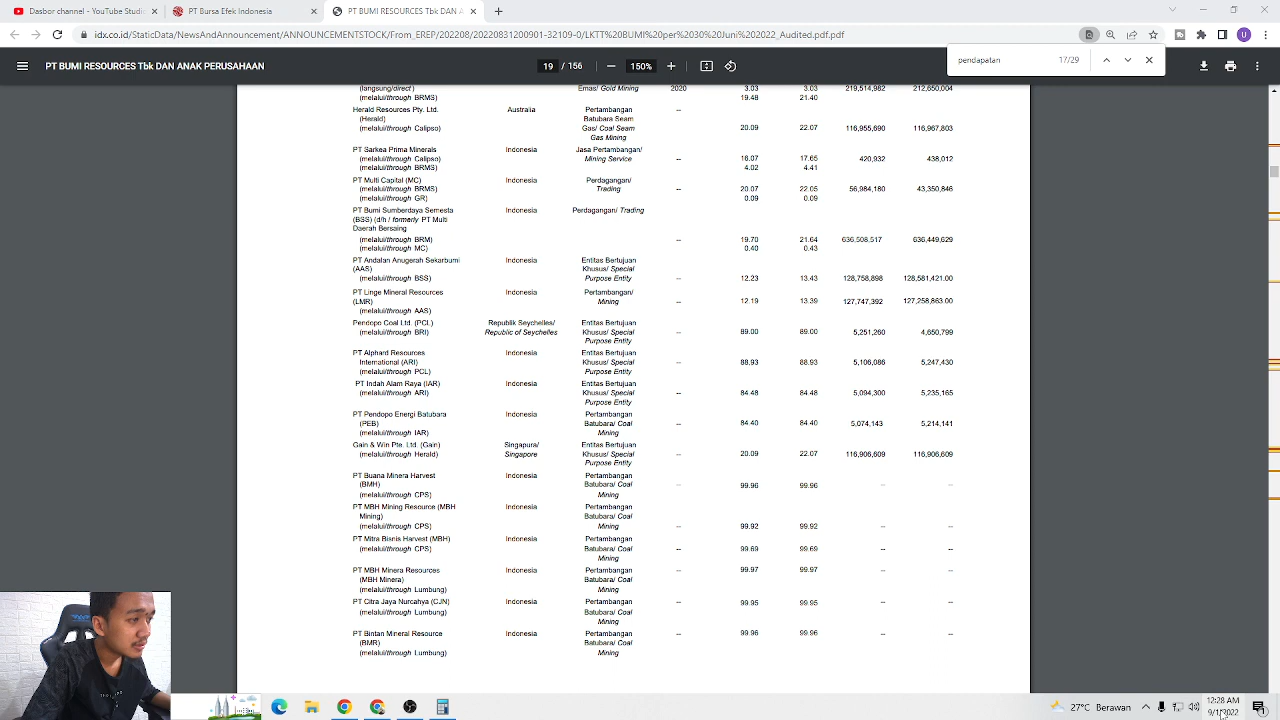 Dasbor channel - YouTube Studio
PT Bursa Efek Indonesia
PT BUMI RESOURCES Tbk DAN A
idx.co.id/StaticData/NewsAndAnnouncement/ANNOUNCEMENTSTOCK/From_EREP/202208/20220831200901-32109-0/LKTT%20BUMI%20per%2030%20Juni%202022_Audited.pdf.pdf
U
PT BUMI RESOURCES Tbk DAN ANAK PERUSAHAAN
19 / 156
150%
pendapatan 17/29
(langsung/direct) Emas/ Gold Mining 2020 3.03 3.03 219,514,982 212,650,004
(melalui/through BRMS) 19.48 21.40
Herald Resources Pty. Ltd. Australia Pertambangan --
(Herald) Batubara Seam
(melalui/through Calipso) Gas/ Coal Seam 20.09 22.07 116,955,690 116,967,803
Gas Mining
PT Sarkea Prima Minerals Indonesia Jasa Pertambangan/
(melalui/through Calipso) Mining Service -- 16.07 17.65 420,932 438,012
(melalui/through BRMS) 4.02 4.41
PT Multi Capital (MC) Indonesia Perdagangan/
(melalui/through BRMS) Trading -- 20.07 22.05 56,984,180 43,350,846
(melalui/through GR) 0.09 0.09
PT Bumi Sumberdaya Semesta Indonesia Perdagangan/ Trading
(BSS) (d/h / formerly PT Multi
Daerah Bersaing
(melalui/through BRM) -- 19.70 21.64 636,508,517 636,449,629
(melalui/through MC) 0.40 0.43
PT Andalan Anugerah Sekarbumi Indonesia Entitas Bertujuan
(AAS) Khusus/ Special
(melalui/through BSS) Purpose Entity -- 12.23 13.43 128,758,898 128,581,421.00
PT Linge Mineral Resources Indonesia Pertambangan/
(LMR) Mining -- 12.19 13.39 127,747,392 127,258,863.00
(melalui/through AAS)
Pendopo Coal Ltd. (PCL) Republik Seychelles/ Entitas Bertujuan
(melalui/through BRI) Republic of Seychelles Khusus/ Special -- 89.00 89.00 5,251,260 4,650,799
Purpose Entity
PT Alphard Resources Indonesia Entitas Bertujuan
International (ARI) Khusus/ Special -- 88.93 88.93 5,106,086 5,247,430
(melalui/through PCL) Purpose Entity
PT Indah Alam Raya (IAR) Indonesia Entitas Bertujuan
(melalui/through ARI) Khusus/ Special -- 84.48 84.48 5,094,300 5,235,165
Purpose Entity
PT Pendopo Energi Batubara Indonesia Pertambangan
(PEB) Batubara/ Coal -- 84.40 84.40 5,074,143 5,214,141
(melalui/through IAR) Mining
Gain & Win Pte. Ltd. (Gain) Singapura/ Entitas Bertujuan
(melalui/through Herald) Singapore Khusus/ Special -- 20.09 22.07 116,906,609 116,906,609
Purpose Entity
PT Buana Minera Harvest Indonesia Pertambangan
(BMH) Batubara/ Coal -- 99.96 99.96 -- --
(melalui/through CPS) Mining
PT MBH Mining Resource (MBH Indonesia Pertambangan
Mining) Batubara/ Coal
(melalui/through CPS) Mining -- 99.92 99.92 -- --
PT Mitra Bisnis Harvest (MBH) Indonesia Pertambangan
(melalui/through CPS) Batubara/ Coal -- 99.69 99.69 -- --
Mining
PT MBH Minera Resources Indonesia Pertambangan -- 99.97 99.97 -- --
(MBH Minera) Batubara/ Coal
(melalui/through Lumbung) Mining
PT Citra Jaya Nurcahya (CJN) Indonesia Pertambangan -- 99.95 99.95 -- --
(melalui/through Lumbung) Batubara/ Coal
Mining
PT Bintan Mineral Resource Indonesia Pertambangan -- 99.96 99.96 -- --
(BMR) Batubara/ Coal
(melalui/through Lumbung) Mining
27°C Berawan
12:28 AM
9/1/2022